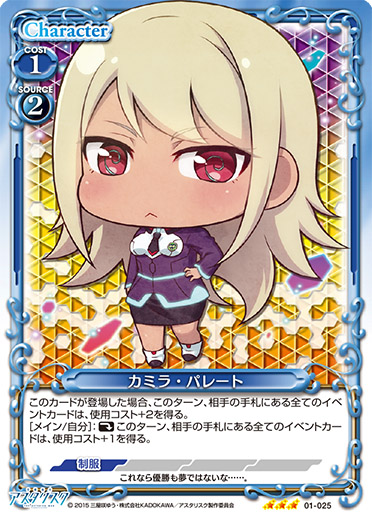 Character
COST
1
SOURCE
2
カミラ・パレート
このカードが登場した場合、このターン、相手の手札にある全てのイベ
ントカードは、使用コスト+2を得る。
[メイン/自分]: このターン、相手の手札にある全てのイベントカー
ドは、使用コスト+1を得る。
制服
これなら優勝も夢ではないな……。
アスタリスク
© 2015 三屋咲ゆう・株式会社KADOKAWA/アスタリスク製作委員会
01-025